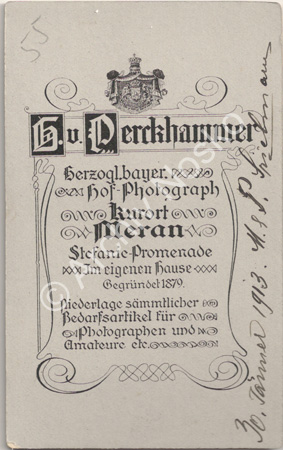 55
B. v. Perckhammer
Herzogl. bayer.
Hof-Photograph
Kurort
Meran
Stefanie-Promenade
Im eigenen Hause
Gegründet 1879.
Niederlage sämmtlicher
Bedarfsartikel für
Photographen und
Amateure etc.
30. Jänner 1913.